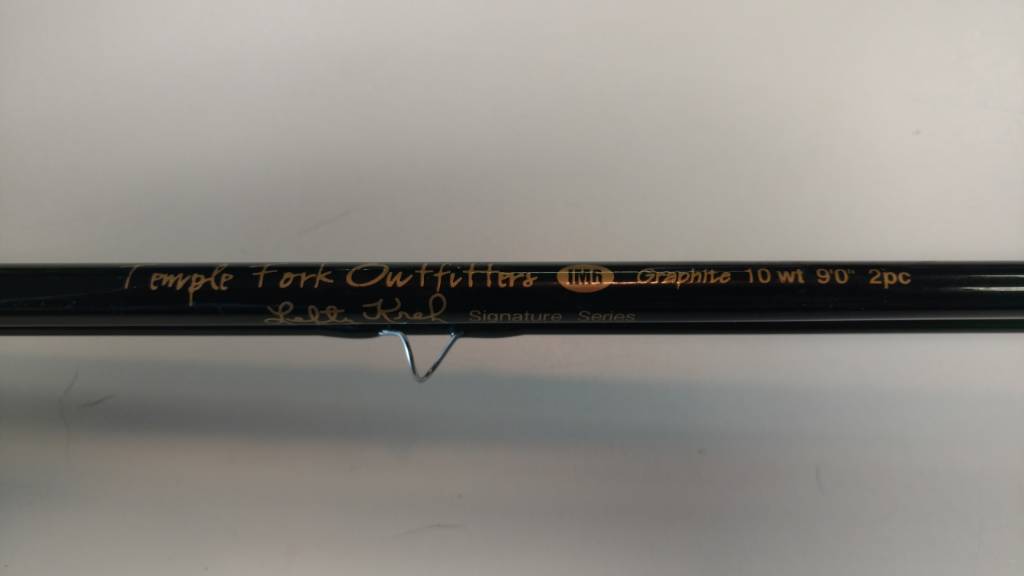 Temple Fork Outfitters IM6 Graphite 10 wt 9'0" 2pc
Lefty Kreh Signature Series